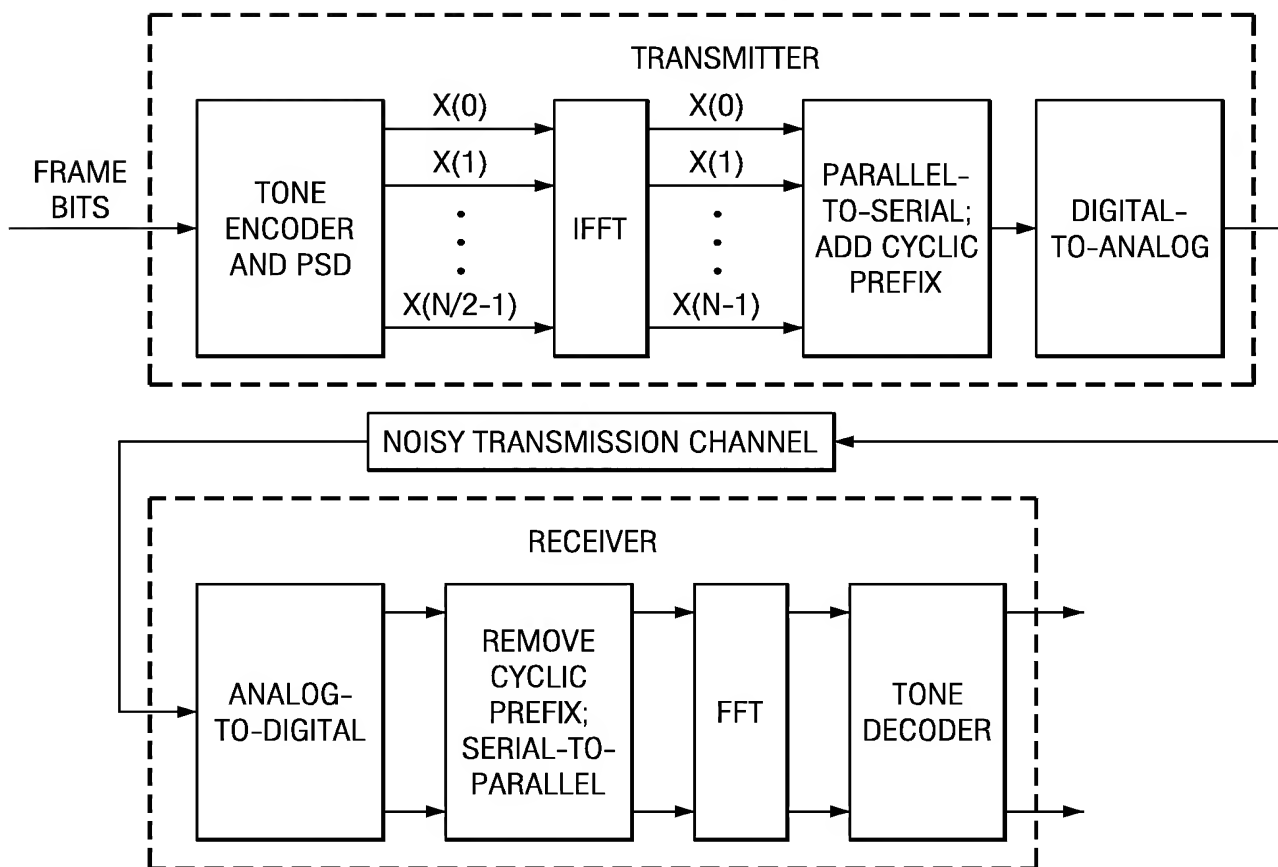 TRANSMITTER
FRAME
BITS
TONE
ENCODER
AND PSD
X(0)
X(1)
X(N/2-1)
IFFT
X(0)
X(1)
X(N-1)
PARALLEL-
TO-SERIAL;
ADD CYCLIC
PREFIX
DIGITAL-
TO-ANALOG
NOISY TRANSMISSION CHANNEL
RECEIVER
ANALOG-
TO-DIGITAL
REMOVE
CYCLIC
PREFIX;
SERIAL-TO-
PARALLEL
FFT
TONE
DECODER